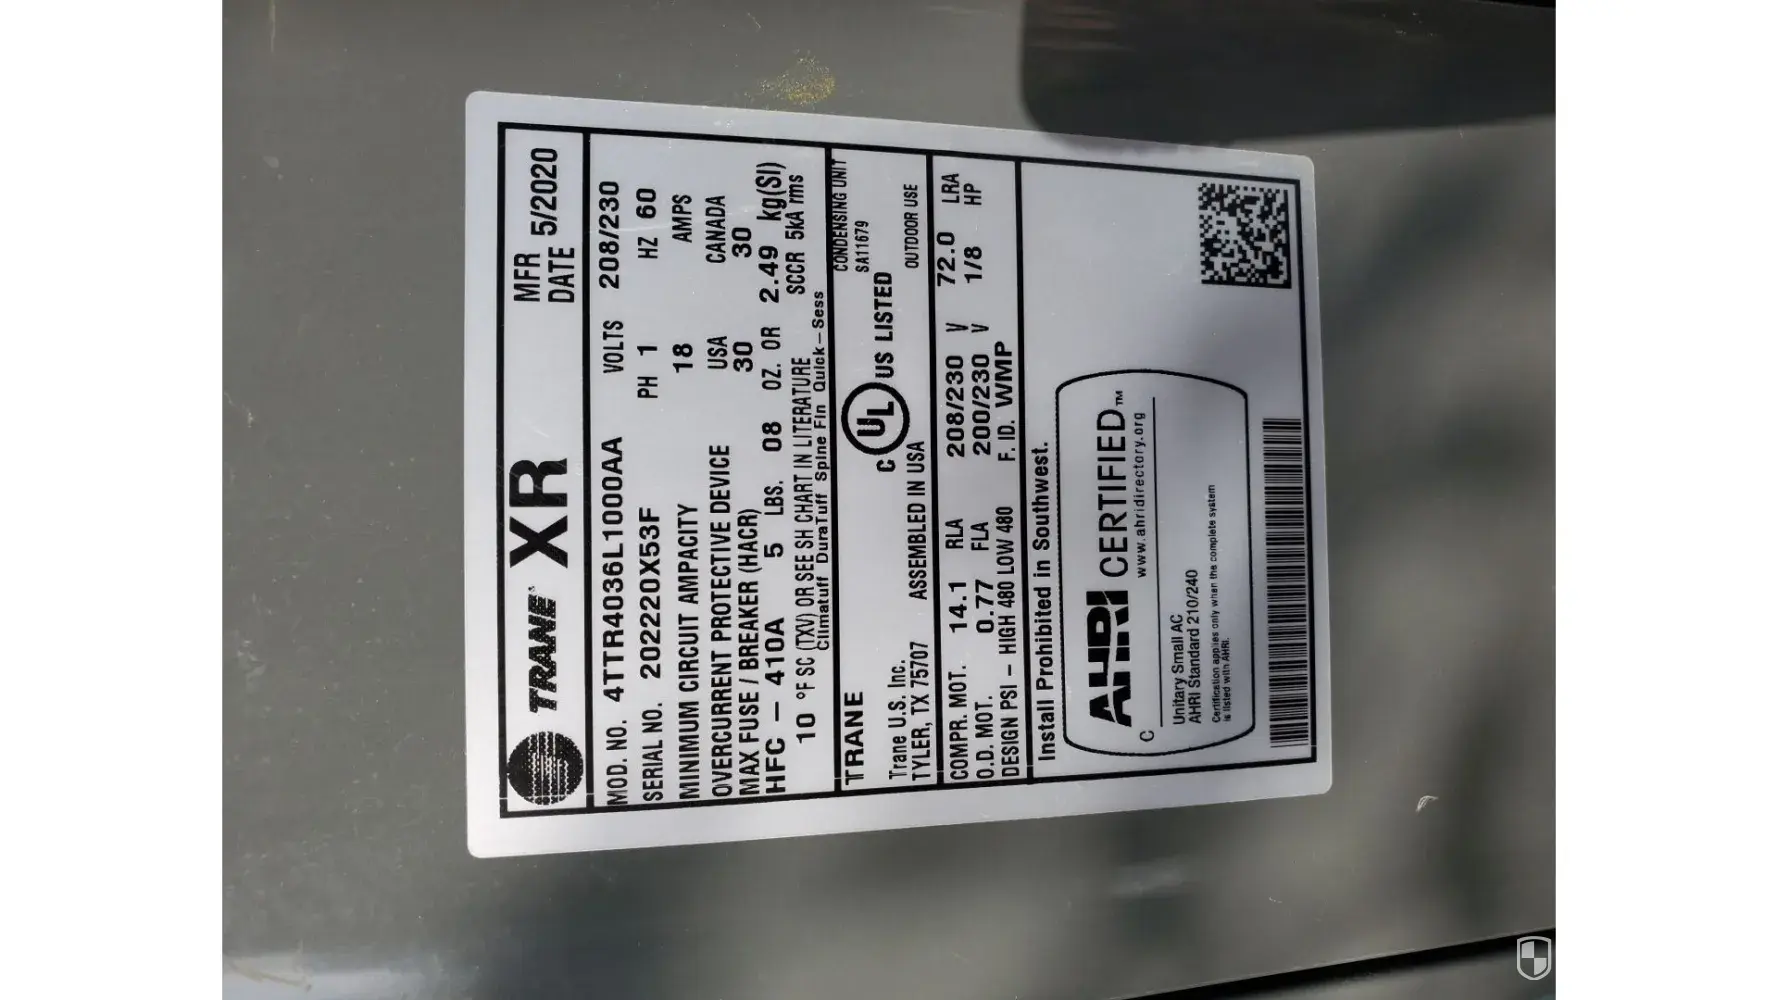 TRANE® XR MFR DATE 5/2020
MOD. NO. 4TTR4036L1000AA VOLTS 208/230
SERIAL NO. 202220X53F PH 1 HZ 60
MINIMUM CIRCUIT AMPACITY 18 AMPS
OVERCURRENT PROTECTIVE DEVICE USA CANADA
MAX FUSE / BREAKER (HACR) 30 30
HFC - 410A 5 LBS. 08 OZ. OR 2.49 kg(SI)
10 °F SC (TXV) OR SEE SH CHART IN LITERATURE SCCR 5kA rms
Climatuff DuraTuff Spine Fin Quick-Sess
TRANE C UL US LISTED CONDENSING UNIT
SA11679
Trane U.S. Inc.
TYLER, TX 75707 ASSEMBLED IN USA OUTDOOR USE
COMPR. MOT. 14.1 RLA 208/230 V 72.0 LRA
O.D. MOT. 0.77 FLA 200/230 V 1/8 HP
DESIGN PSI - HIGH 480 LOW 480 F. ID. WMP
Install Prohibited in Southwest.
C AHRI CERTIFIED™
www.ahridirectory.org
Unitary Small AC
AHRI Standard 210/240
Certification applies only when the complete system
is listed with AHRI.